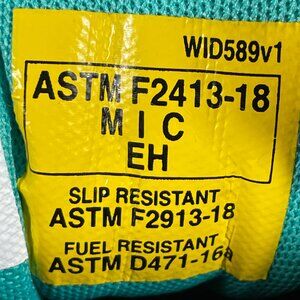 WID589v1
ASTM F2413-18
M I C
EH
SLIP RESISTANT
ASTM F2913-18
FUEL RESISTANT
ASTM D471-16a